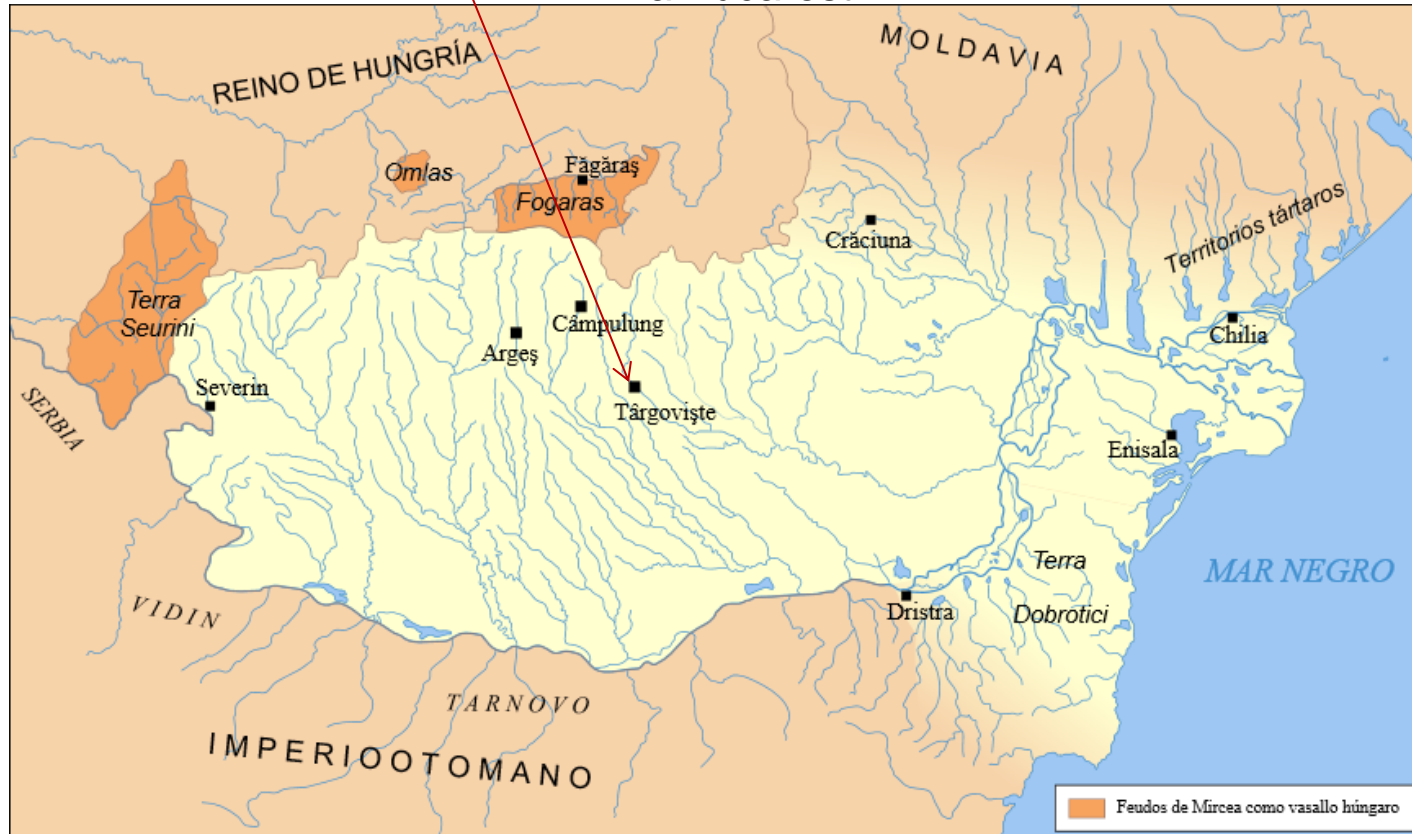 REINO DE HUNGRÍA
MOLDAVIA
Omlas
Făgăraş
Fogaras
Crăciuna
Territorios tártaros
Terra
Seurini
Câmpulung
Argeş
Chilia
Severin
Târgovişte
SERBIA
Enisala
Terra
Dobrotici
MAR NEGRO
Dristra
VIDIN
TARNOVO
IMPERIOOTOMANO
Feudos de Mircea como vasallo húngaro